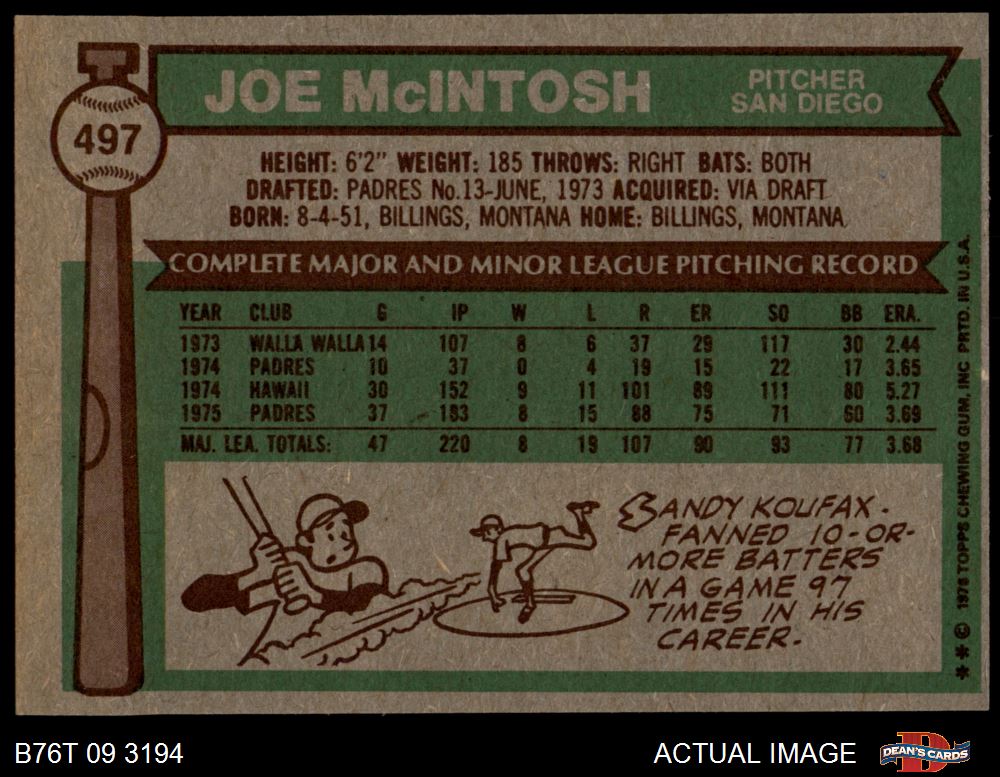 497
JOE McINTOSH
PITCHER
SAN DIEGO
HEIGHT: 6'2" WEIGHT: 185 THROWS: RIGHT BATS: BOTH
DRAFTED: PADRES No.13-JUNE, 1973 ACQUIRED: VIA DRAFT
BORN: 8-4-51, BILLINGS, MONTANA HOME: BILLINGS, MONTANA
COMPLETE MAJOR AND MINOR LEAGUE PITCHING RECORD
YEAR CLUB G IP W L R ER SO BB ERA.
1973 WALLA WALLA 14 107 8 6 37 29 117 30 2.44
1974 PADRES 10 37 0 4 19 15 22 17 3.65
1974 HAWAII 30 152 9 11 101 89 111 80 5.27
1975 PADRES 37 183 8 15 88 75 71 60 3.69
MAJ. LEA. TOTALS: 47 220 8 19 107 90 93 77 3.68
SANDY KOUFAX
FANNED 10-OR-
MORE BATTERS
IN A GAME 97
TIMES IN HIS
CAREER.
* * © 1976 TOPPS CHEWING GUM, INC PRTD. IN U.S.A.
B76T 09 3194
ACTUAL IMAGE
D
DEAN'S CARDS